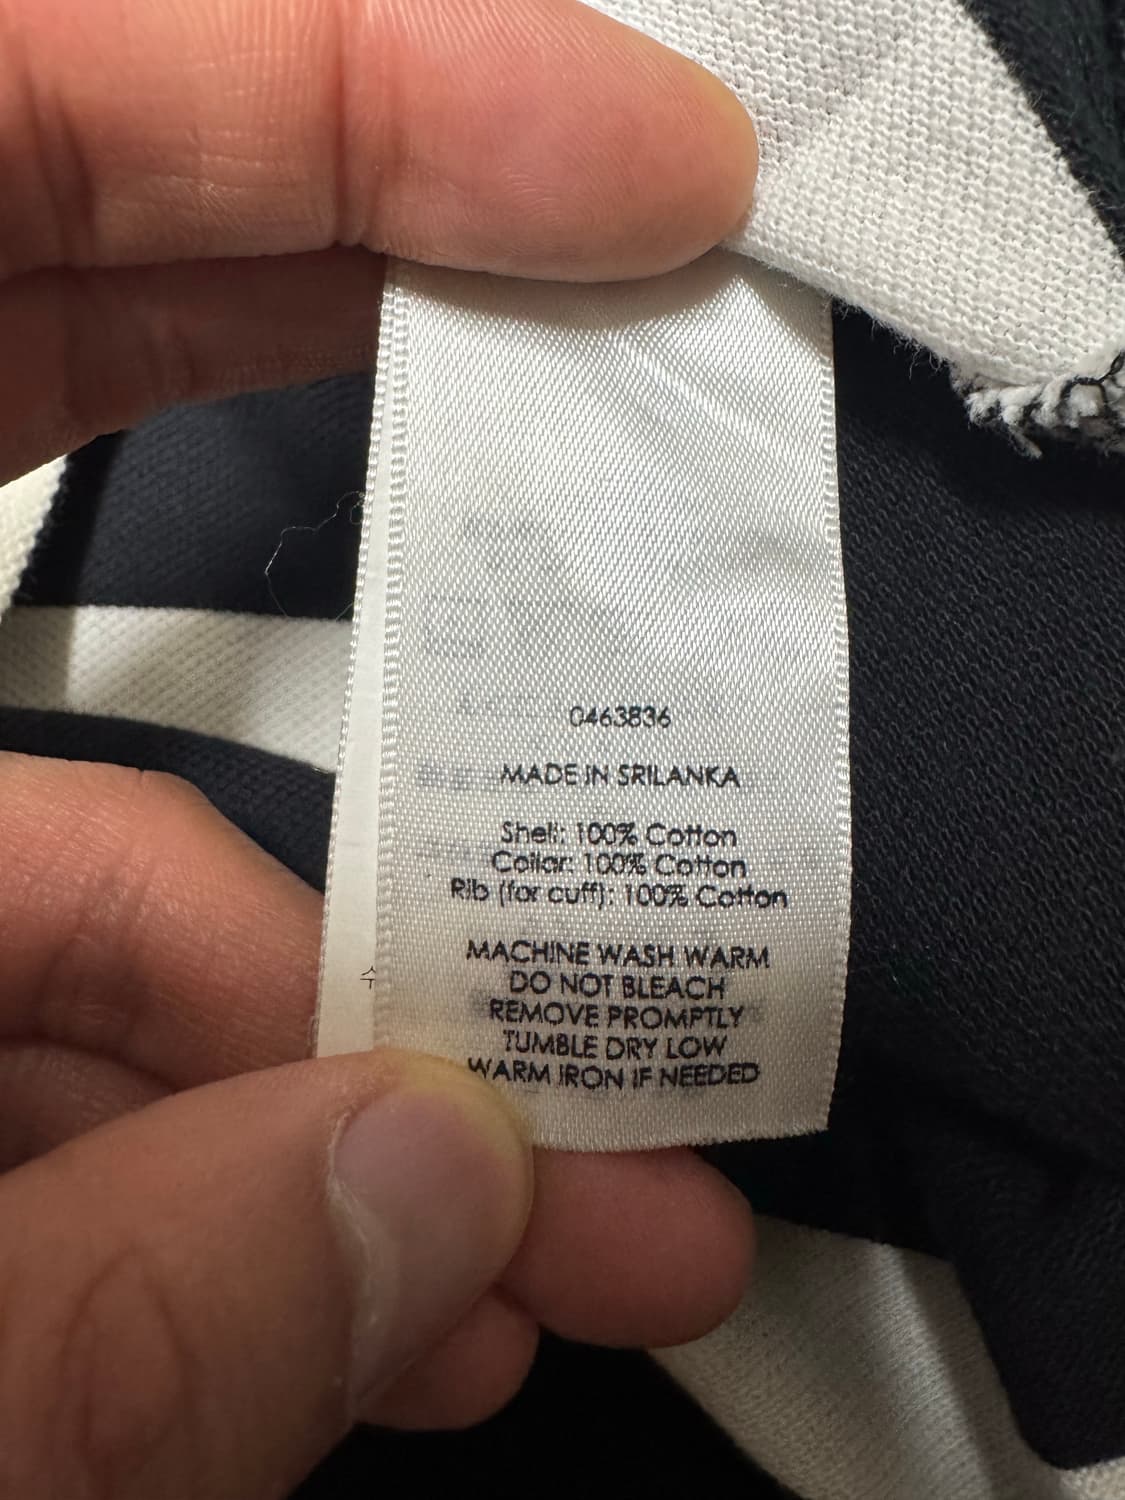 0463836
MADE IN SRILANKA
Shell: 100% Cotton
Collar: 100% Cotton
Rib (for cuff): 100% Cotton
MACHINE WASH WARM
DO NOT BLEACH
REMOVE PROMPTLY
TUMBLE DRY LOW
WARM IRON IF NEEDED
수